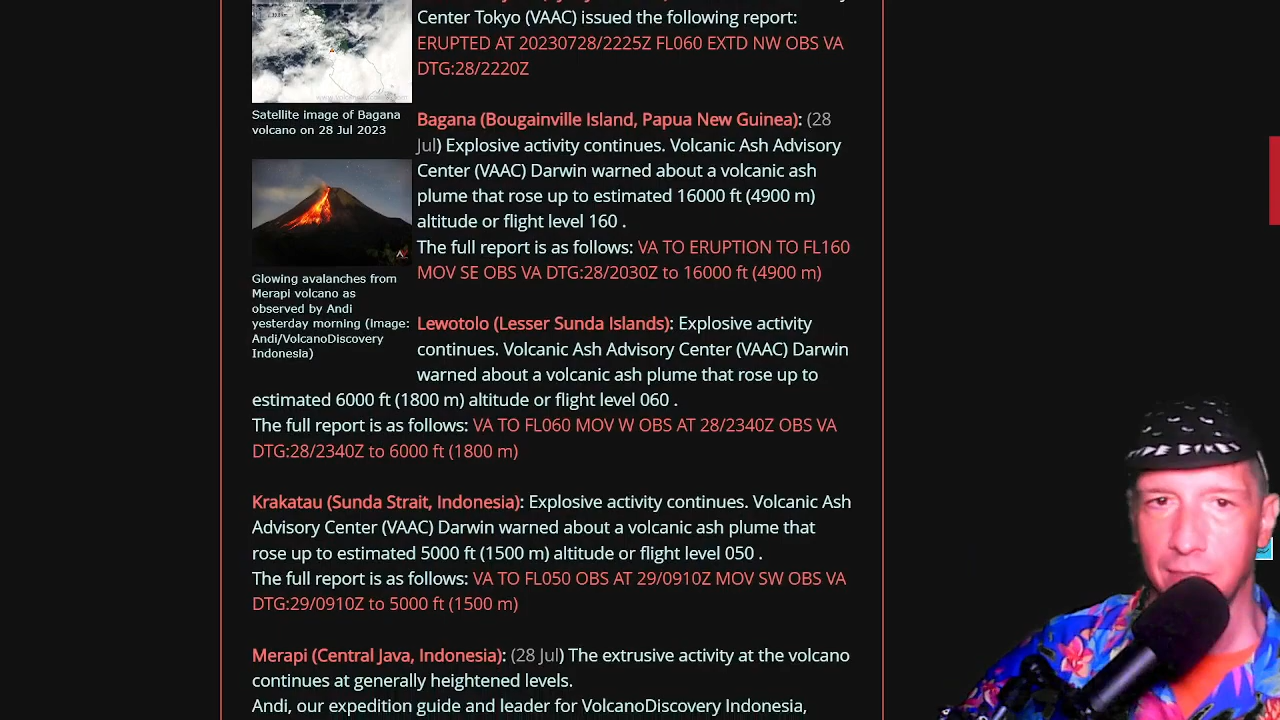 Center Tokyo (VAAC) issued the following report:
ERUPTED AT 20230728/2225Z FL060 EXTD NW OBS VA
DTG:28/2220Z
Satellite image of Bagana
volcano on 28 Jul 2023
Bagana (Bougainville Island, Papua New Guinea): (28
Jul) Explosive activity continues. Volcanic Ash Advisory
Center (VAAC) Darwin warned about a volcanic ash
plume that rose up to estimated 16000 ft (4900 m)
altitude or flight level 160 .
The full report is as follows: VA TO ERUPTION TO FL160
MOV SE OBS VA DTG:28/2030Z to 16000 ft (4900 m)
Glowing avalanches from
Merapi volcano as
observed by Andi
yesterday morning (image:
Andi/VolcanoDiscovery
Indonesia)
Lewotolo (Lesser Sunda Islands): Explosive activity
continues. Volcanic Ash Advisory Center (VAAC) Darwin
warned about a volcanic ash plume that rose up to
estimated 6000 ft (1800 m) altitude or flight level 060 .
The full report is as follows: VA TO FL060 MOV W OBS AT 28/2340Z OBS VA
DTG:28/2340Z to 6000 ft (1800 m)
Krakatau (Sunda Strait, Indonesia): Explosive activity continues. Volcanic Ash
Advisory Center (VAAC) Darwin warned about a volcanic ash plume that
rose up to estimated 5000 ft (1500 m) altitude or flight level 050 .
The full report is as follows: VA TO FL050 OBS AT 29/0910Z MOV SW OBS VA
DTG:29/0910Z to 5000 ft (1500 m)
Merapi (Central Java, Indonesia): (28 Jul) The extrusive activity at the volcano
continues at generally heightened levels.
Andi, our expedition guide and leader for VolcanoDiscovery Indonesia,